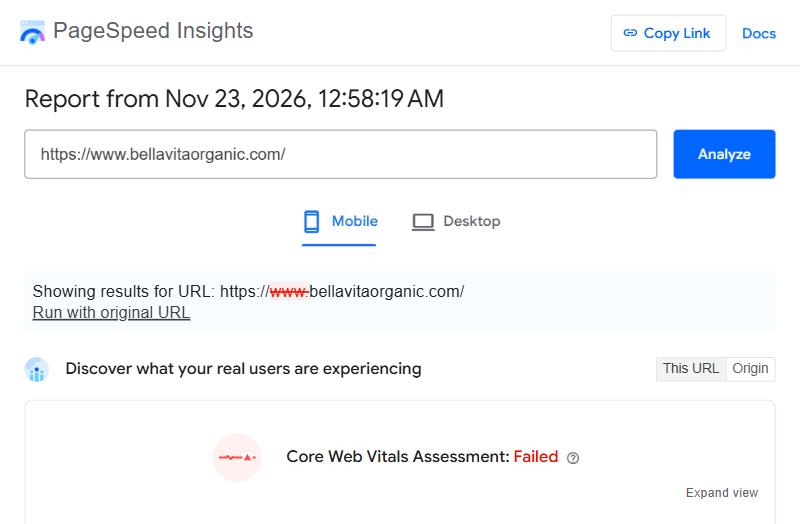 PageSpeed Insights
Copy Link
Docs
Report from Nov 23, 2026, 12:58:19 AM
https://www.bellavitaorganic.com/
Analyze
Mobile
Desktop
Showing results for URL: https://www.bellavitaorganic.com/
Run with original URL
Discover what your real users are experiencing
This URL
Origin
Core Web Vitals Assessment: Failed
Expand view